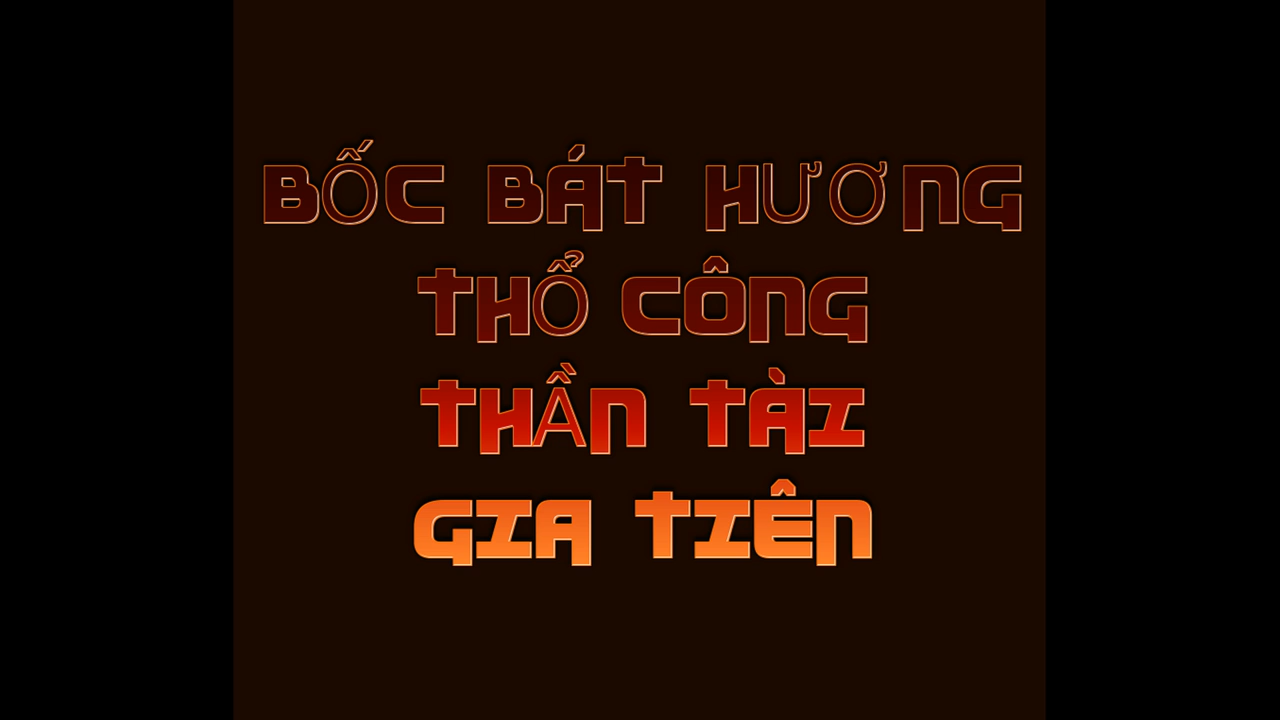 BỐC BÁT HƯƠNG
THỔ CÔNG
THẦN TÀI
GIA TIÊN